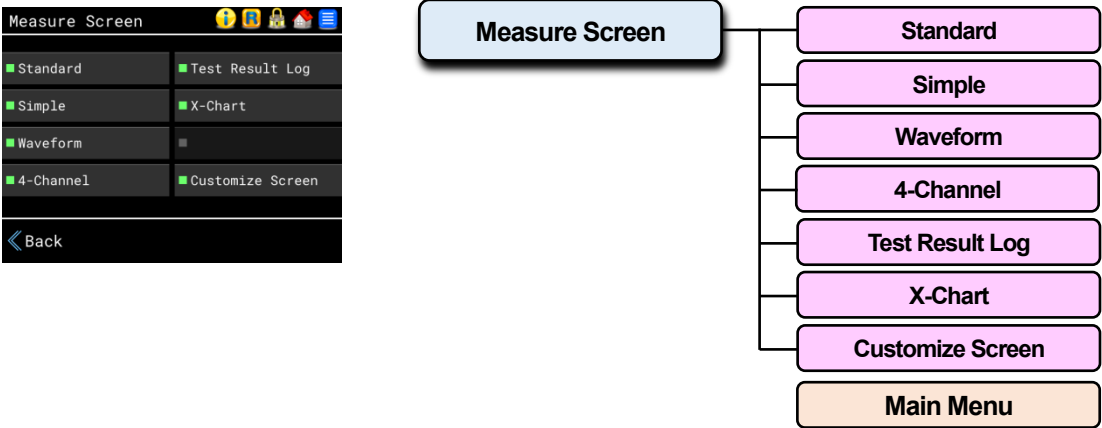 Measure Screen i R
Standard
Test Result Log
Simple
X-Chart
Waveform
4-Channel
Customize Screen
Back
Measure Screen
Standard
Simple
Waveform
4-Channel
Test Result Log
X-Chart
Customize Screen
Main Menu